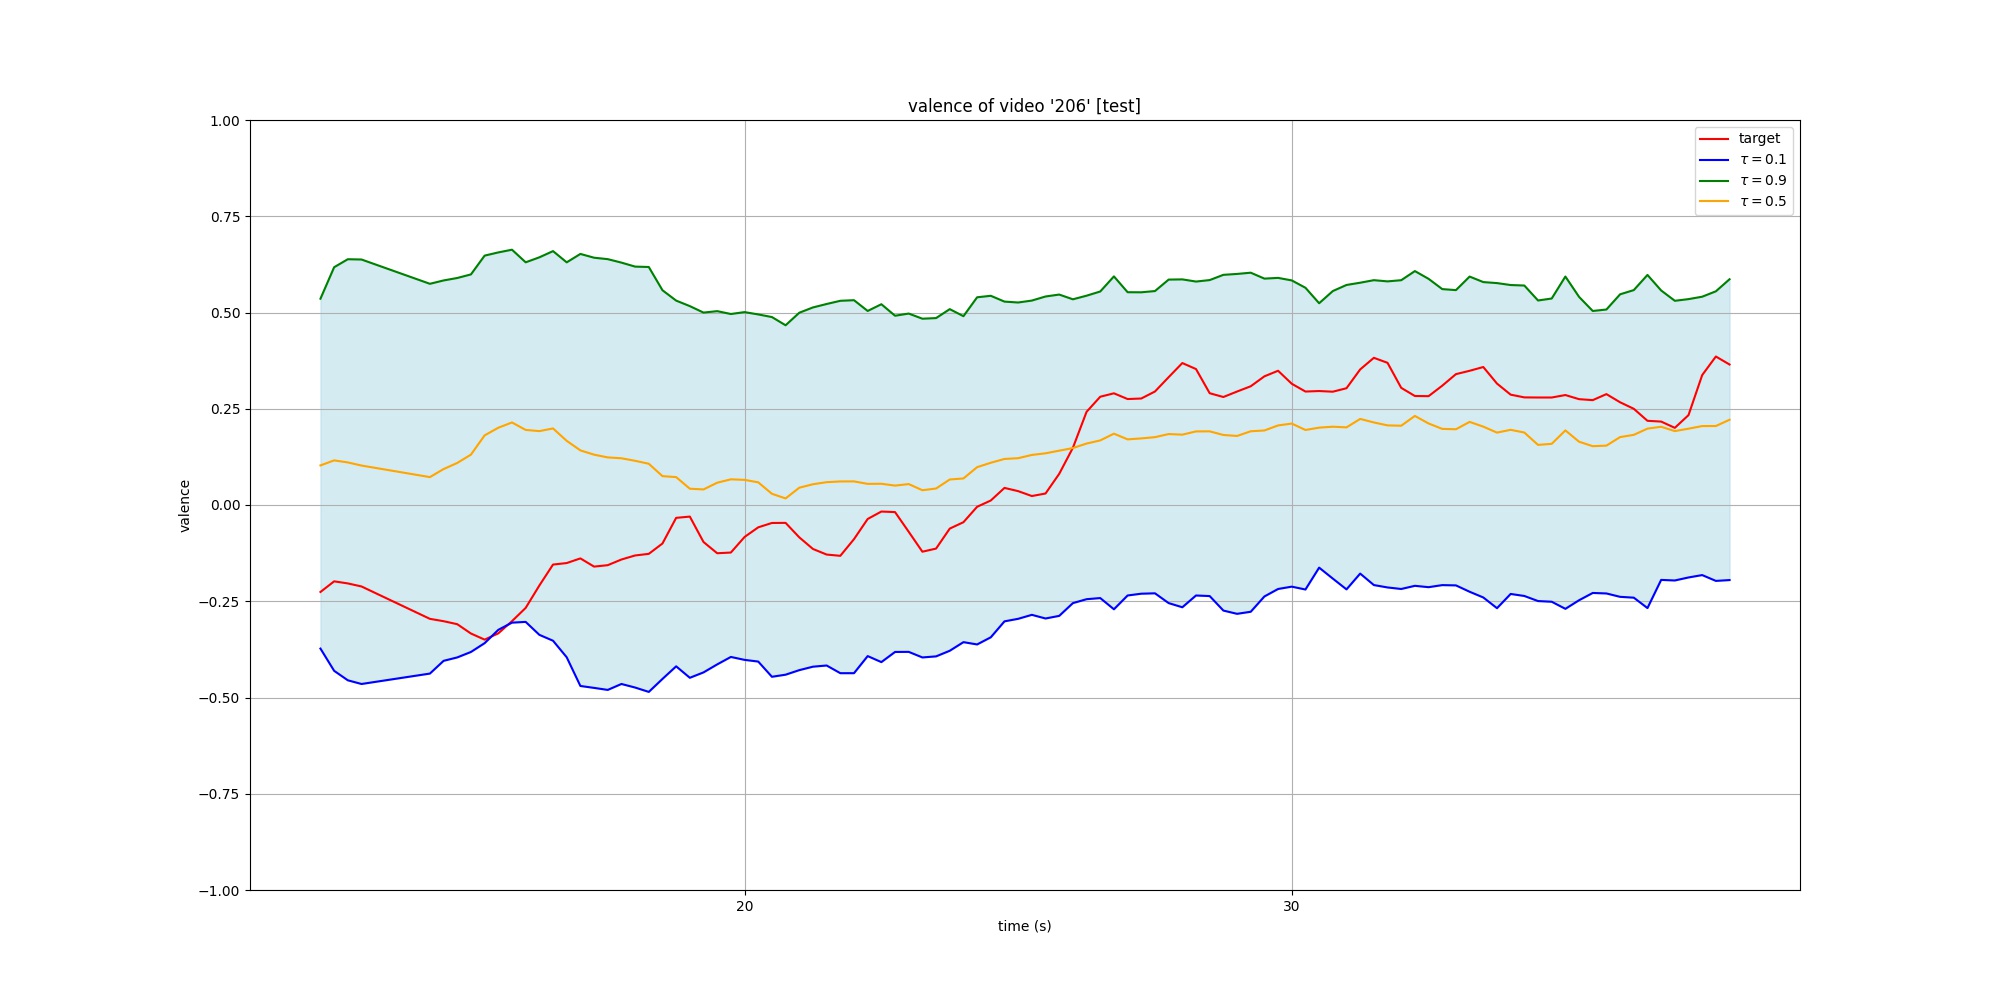 valence of video '206' [test]
1.00
0.75
0.50
0.25
0.00
−0.25
−0.50
−0.75
−1.00
valence
20
30
time (s)
target
τ = 0.1
τ = 0.9
τ = 0.5